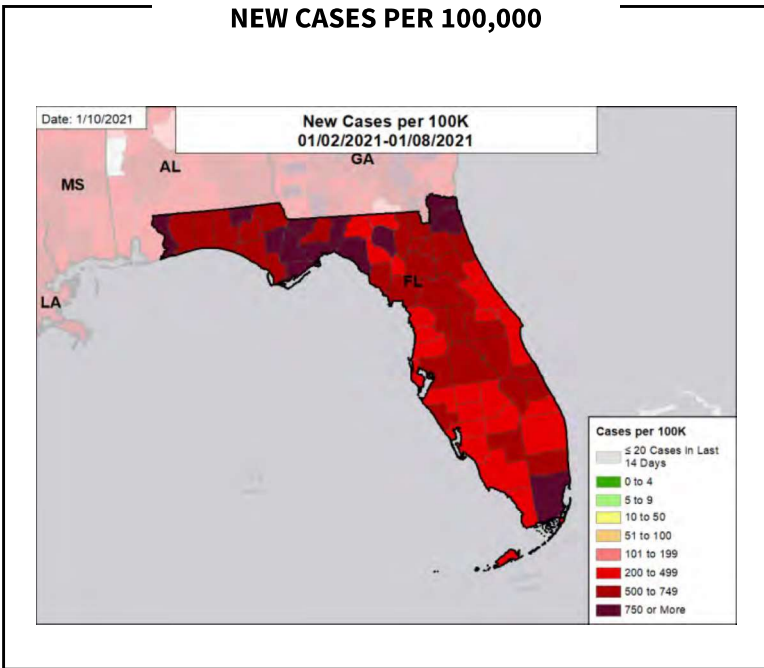 NEW CASES PER 100,000
Date: 1/10/2021
New Cases per 100K
01/02/2021-01/08/2021
MS
AL
GA
FL
LA
Cases per 100K
≤ 20 Cases in Last
14 Days
0 to 4
5 to 9
10 to 50
51 to 100
101 to 199
200 to 499
500 to 749
750 or More